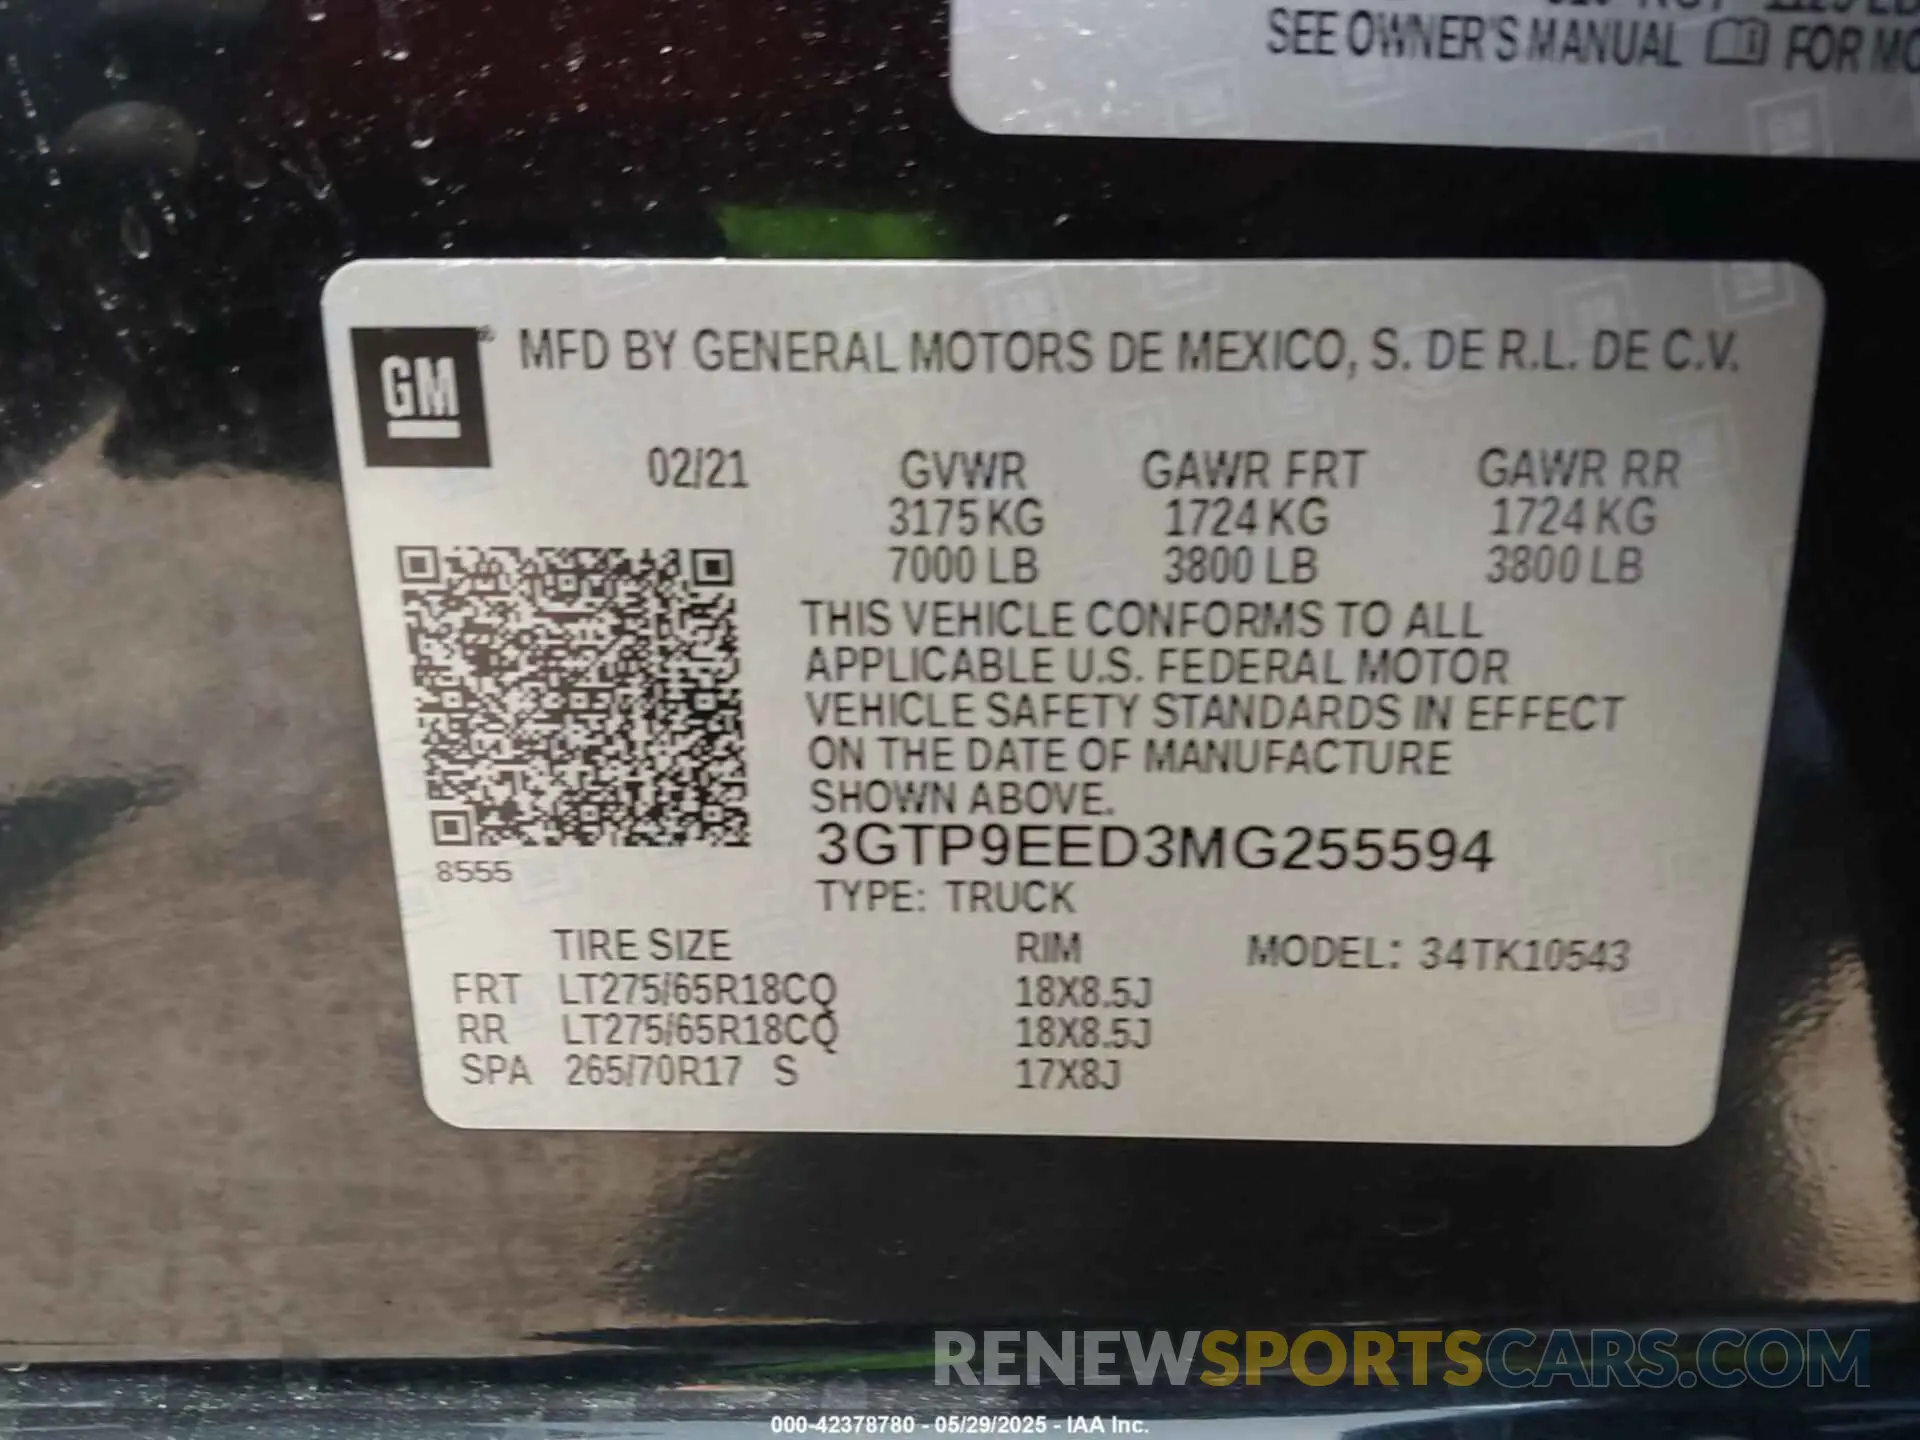 SEE OWNER'S MANUAL FOR
GM
MFD BY GENERAL MOTORS DE MEXICO, S. DE R.L. DE C.V.
02/21 GVWR GAWR FRT GAWR RR
3175 KG 1724 KG 1724 KG
7000 LB 3800 LB 3800 LB
THIS VEHICLE CONFORMS TO ALL
APPLICABLE U.S. FEDERAL MOTOR
VEHICLE SAFETY STANDARDS IN EFFECT
ON THE DATE OF MANUFACTURE
SHOWN ABOVE.
3GTP9EED3MG255594
8555
TYPE: TRUCK
TIRE SIZE RIM MODEL: 34TK10543
FRT LT275/65R18CQ 18X8.5J
RR LT275/65R18CQ 18X8.5J
SPA 265/70R17 S 17X8J
RENEWSPORTSCARS.COM
000-42378780 - 05/29/2025 - IAA Inc.